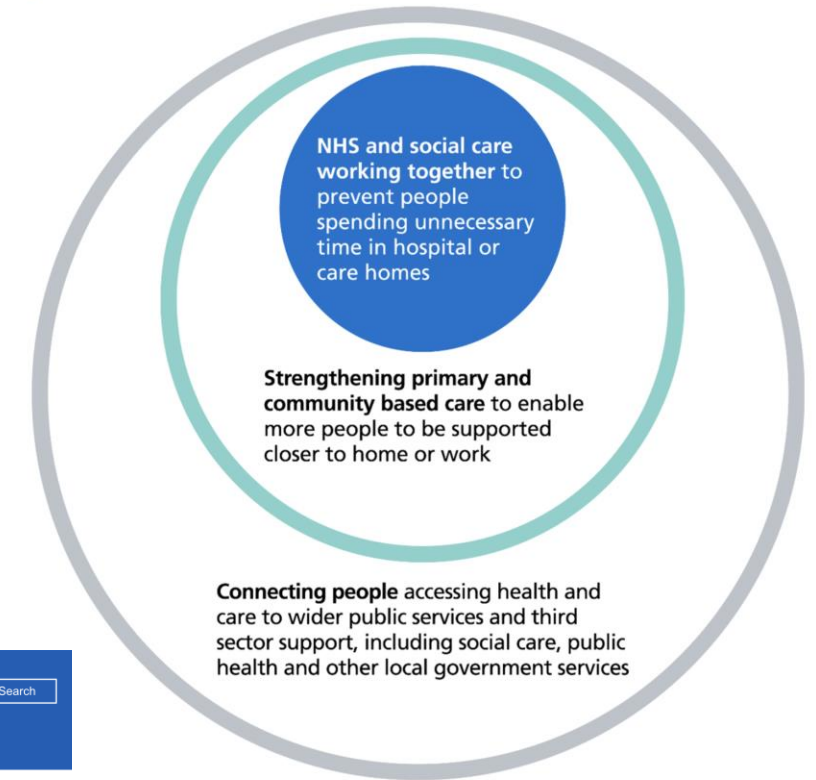 NHS and social care
working together to
prevent people
spending unnecessary
time in hospital or
care homes
Strengthening primary and
community based care to enable
more people to be supported
closer to home or work
Connecting people accessing health and
care to wider public services and third
sector support, including social care, public
health and other local government services
Search